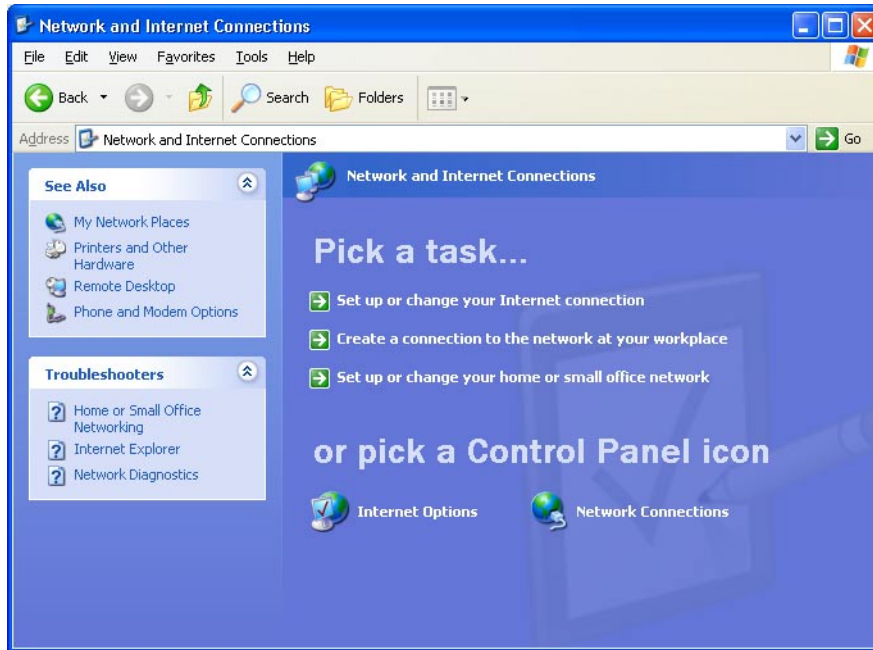 Network and Internet Connections
File Edit View Favorites Tools Help
Back Search Folders
Address Network and Internet Connections Go
See Also
My Network Places
Printers and Other
Hardware
Remote Desktop
Phone and Modem Options
Troubleshooters
Home or Small Office
Networking
Internet Explorer
Network Diagnostics
Network and Internet Connections
Pick a task...
Set up or change your Internet connection
Create a connection to the network at your workplace
Set up or change your home or small office network
or pick a Control Panel icon
Internet Options Network Connections